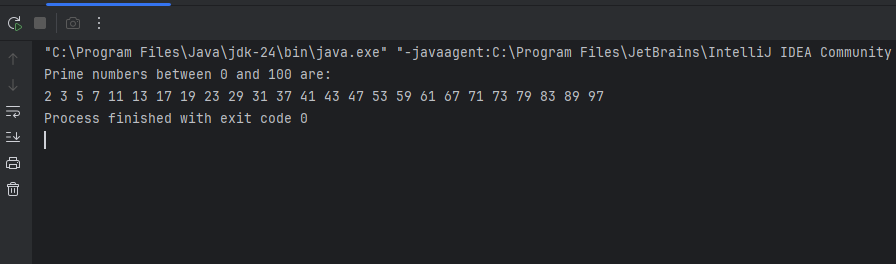 "C:\Program Files\Java\jdk-24\bin\java.exe" "-javaagent:C:\Program Files\JetBrains\IntelliJ IDEA Community
Prime numbers between 0 and 100 are:
2 3 5 7 11 13 17 19 23 29 31 37 41 43 47 53 59 61 67 71 73 79 83 89 97
Process finished with exit code 0